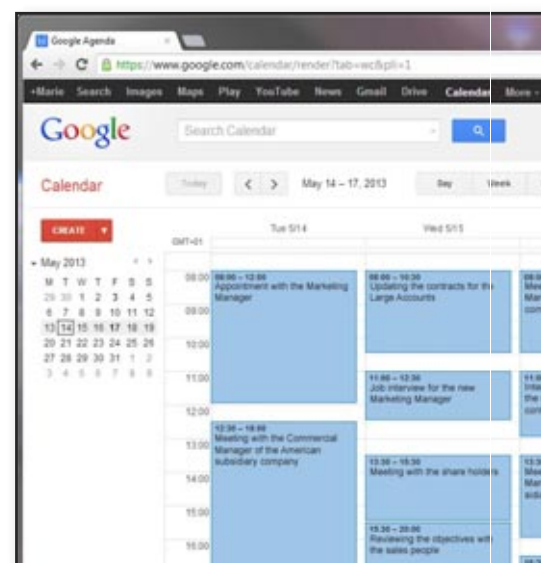 Google Agenda
https://www.google.com/calendar/render?tab=wc&pli=1
+Marie Search Images Maps Play YouTube News Gmail Drive Calendar More
Google
Search Calendar
Calendar
Today
May 14 – 17, 2013
Day Week
CREATE
Tue 5/14 Wed 5/15
GMT+01
May 2013
M T W T F S S
29 30 1 2 3 4 5
6 7 8 9 10 11 12
13 14 15 16 17 18 19
20 21 22 23 24 25 26
27 28 29 30 31 1 2
3 4 5 6 7 8 9
08:00
08:00 – 12:00
Appointment with the Marketing
Manager
08:00 – 10:30
Updating the contracts for the
Large Accounts
09:00
10:00
11:00
11:00 – 12:30
Job interview for the new
Marketing Manager
12:00
Meeting with the Commercial
Manager of the American
subsidiary company
13:00
13:30 – 15:30
Meeting with the share holders
14:00
15:00
15:30 – 20:00
Reviewing the objectives with
the sales people
16:00